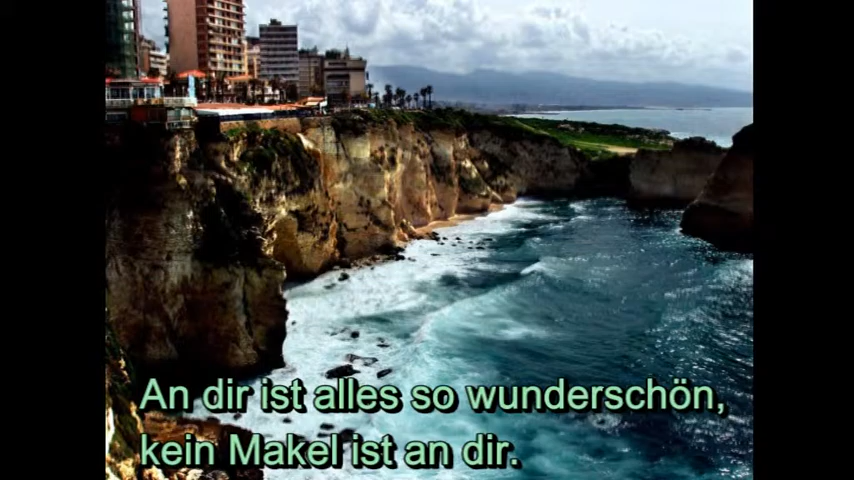 An dir ist alles so wunderschön,
kein Makel ist an dir.